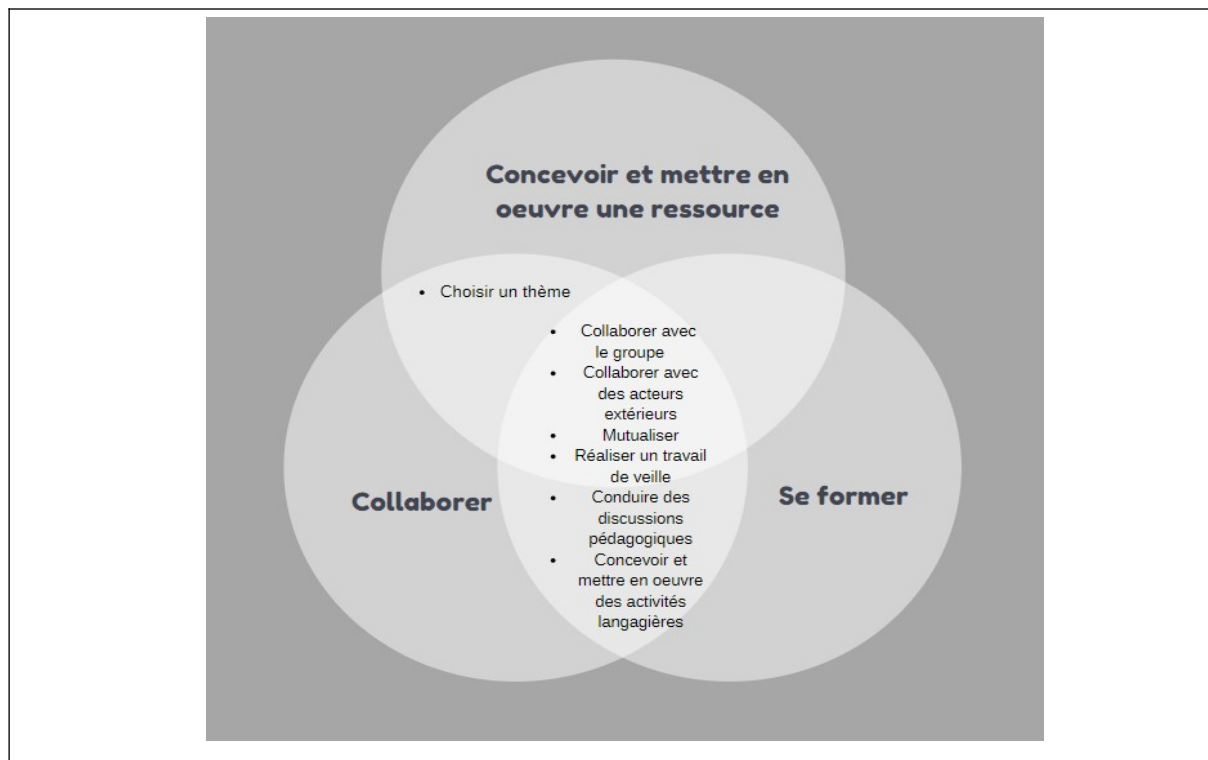 Concevoir et mettre en
oeuvre une ressource
• Choisir un thème
• Collaborer avec
le groupe
• Collaborer avec
des acteurs
extérieurs
• Mutualiser
• Réaliser un travail
de veille
• Conduire des
discussions
pédagogiques
• Concevoir et
mettre en oeuvre
des activités
langagières
Collaborer
Se former